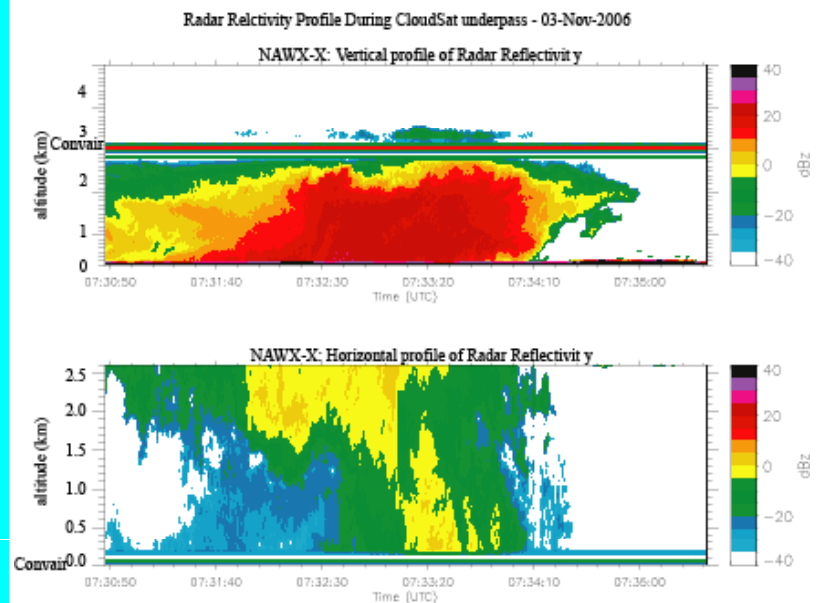 Radar Relctivity Profile During CloudSat underpass - 03-Nov-2006
NAWX-X: Vertical profile of Radar Reflectivit y
altitude (km)
4
3
Convair
2
1
0
07:30:50 07:31:40 07:32:30 07:33:20 07:34:10 07:35:00
Time (UTC)
40
20
0
-20
-40
dBz
NAWX-X: Horizontal profile of Radar Reflectivit y
altitude (km)
2.5
2.0
1.5
1.0
0.5
Convair 0.0
07:30:50 07:31:40 07:32:30 07:33:20 07:34:10 07:35:00
Time (UTC)
40
20
0
-20
-40
dBz